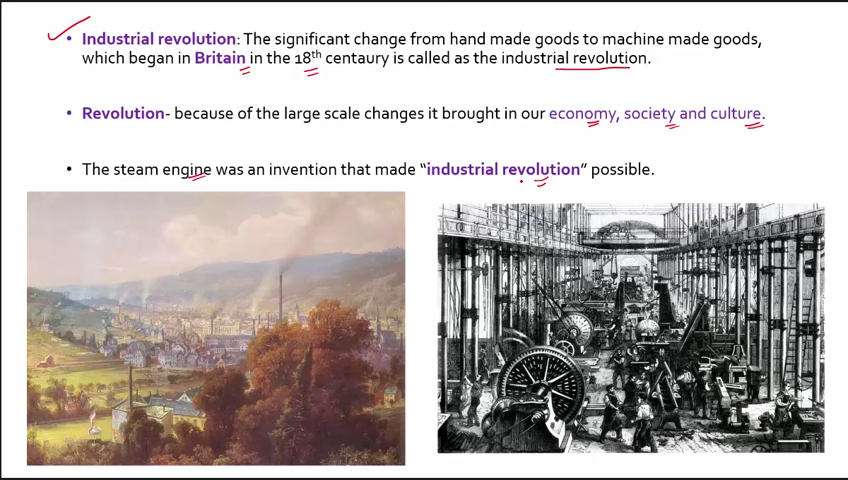 • Industrial revolution: The significant change from hand made goods to machine made goods,
which began in Britain in the 18th centaury is called as the industrial revolution.
• Revolution- because of the large scale changes it brought in our economy, society and culture.
• The steam engine was an invention that made “industrial revolution” possible.